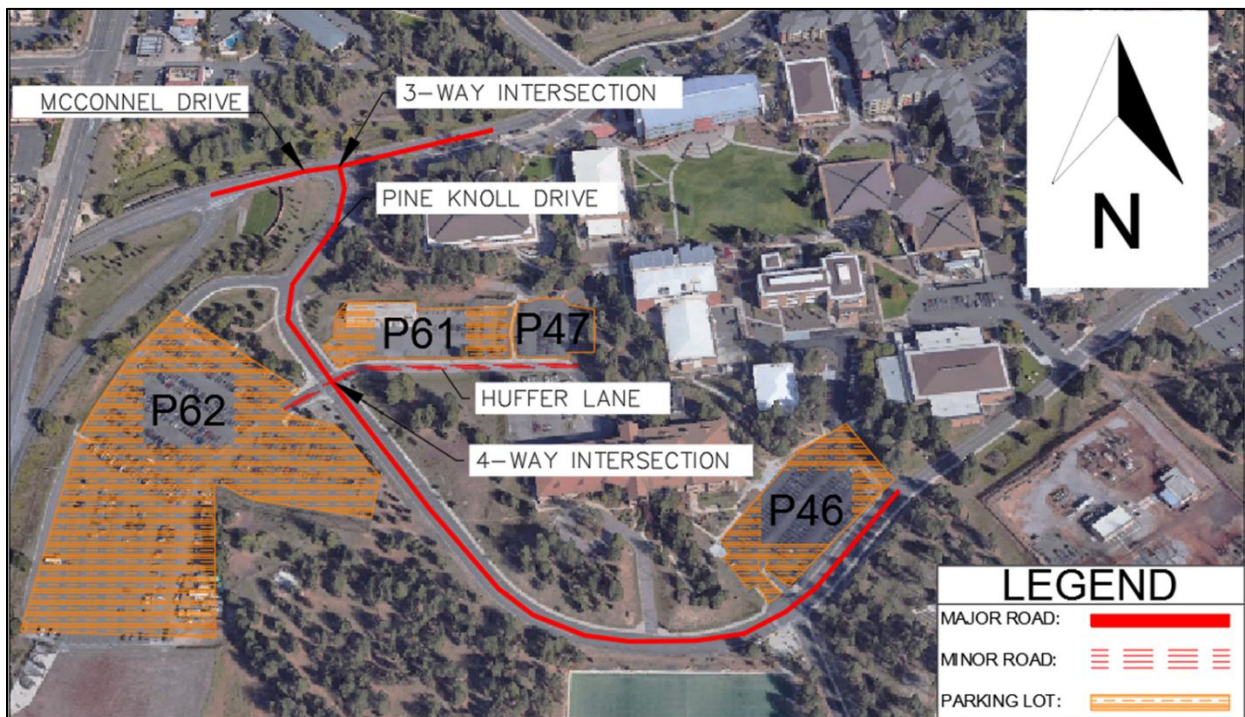 3-WAY INTERSECTION
MCCONNEL DRIVE
PINE KNOLL DRIVE
N
P61
P47
HUFFER LANE
P62
4-WAY INTERSECTION
P46
LEGEND
MAJOR ROAD:
MINOR ROAD:
PARKING LOT: